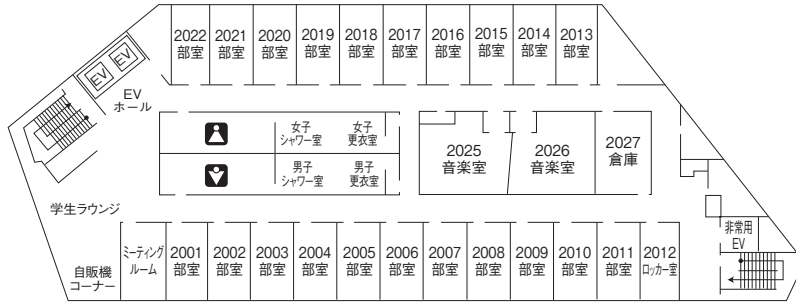 2022
部室
2021
部室
2020
部室
2019
部室
2018
部室
2017
部室
2016
部室
2015
部室
2014
部室
2013
部室
EV
EV
EV
ホール
女子
シャワー室
女子
更衣室
男子
シャワー室
男子
更衣室
2025
音楽室
2026
音楽室
2027
倉庫
学生ラウンジ
自販機
コーナー
ミーティング
ルーム
2001
部室
2002
部室
2003
部室
2004
部室
2005
部室
2006
部室
2007
部室
2008
部室
2009
部室
2010
部室
2011
部室
2012
ロッカー室
非常用
EV